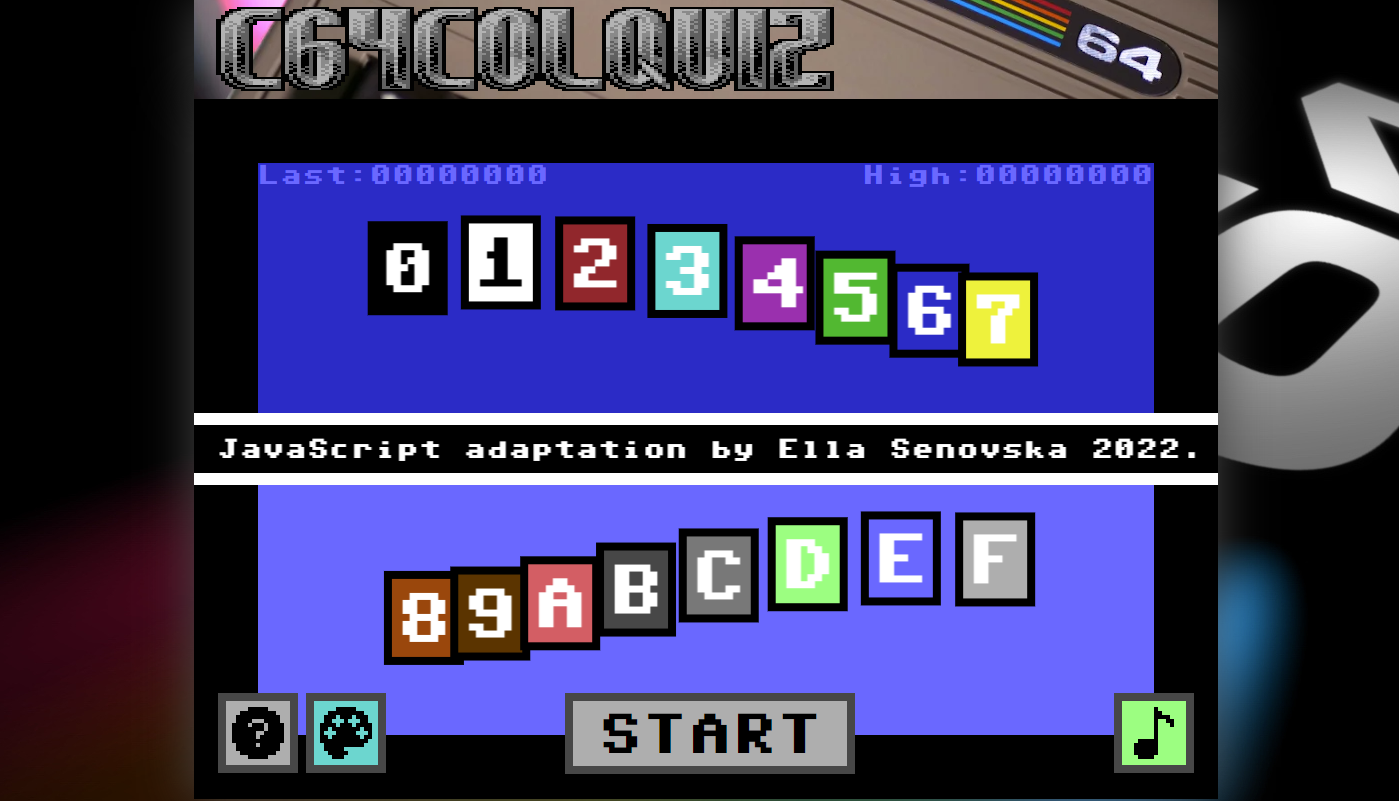 C64COLQUIZ
64
Last:00000000 High:00000000
0 1 2 3 4 5 6 7
JavaScript adaptation by Ella Senovska 2022.
8 9 A B C D E F
? START